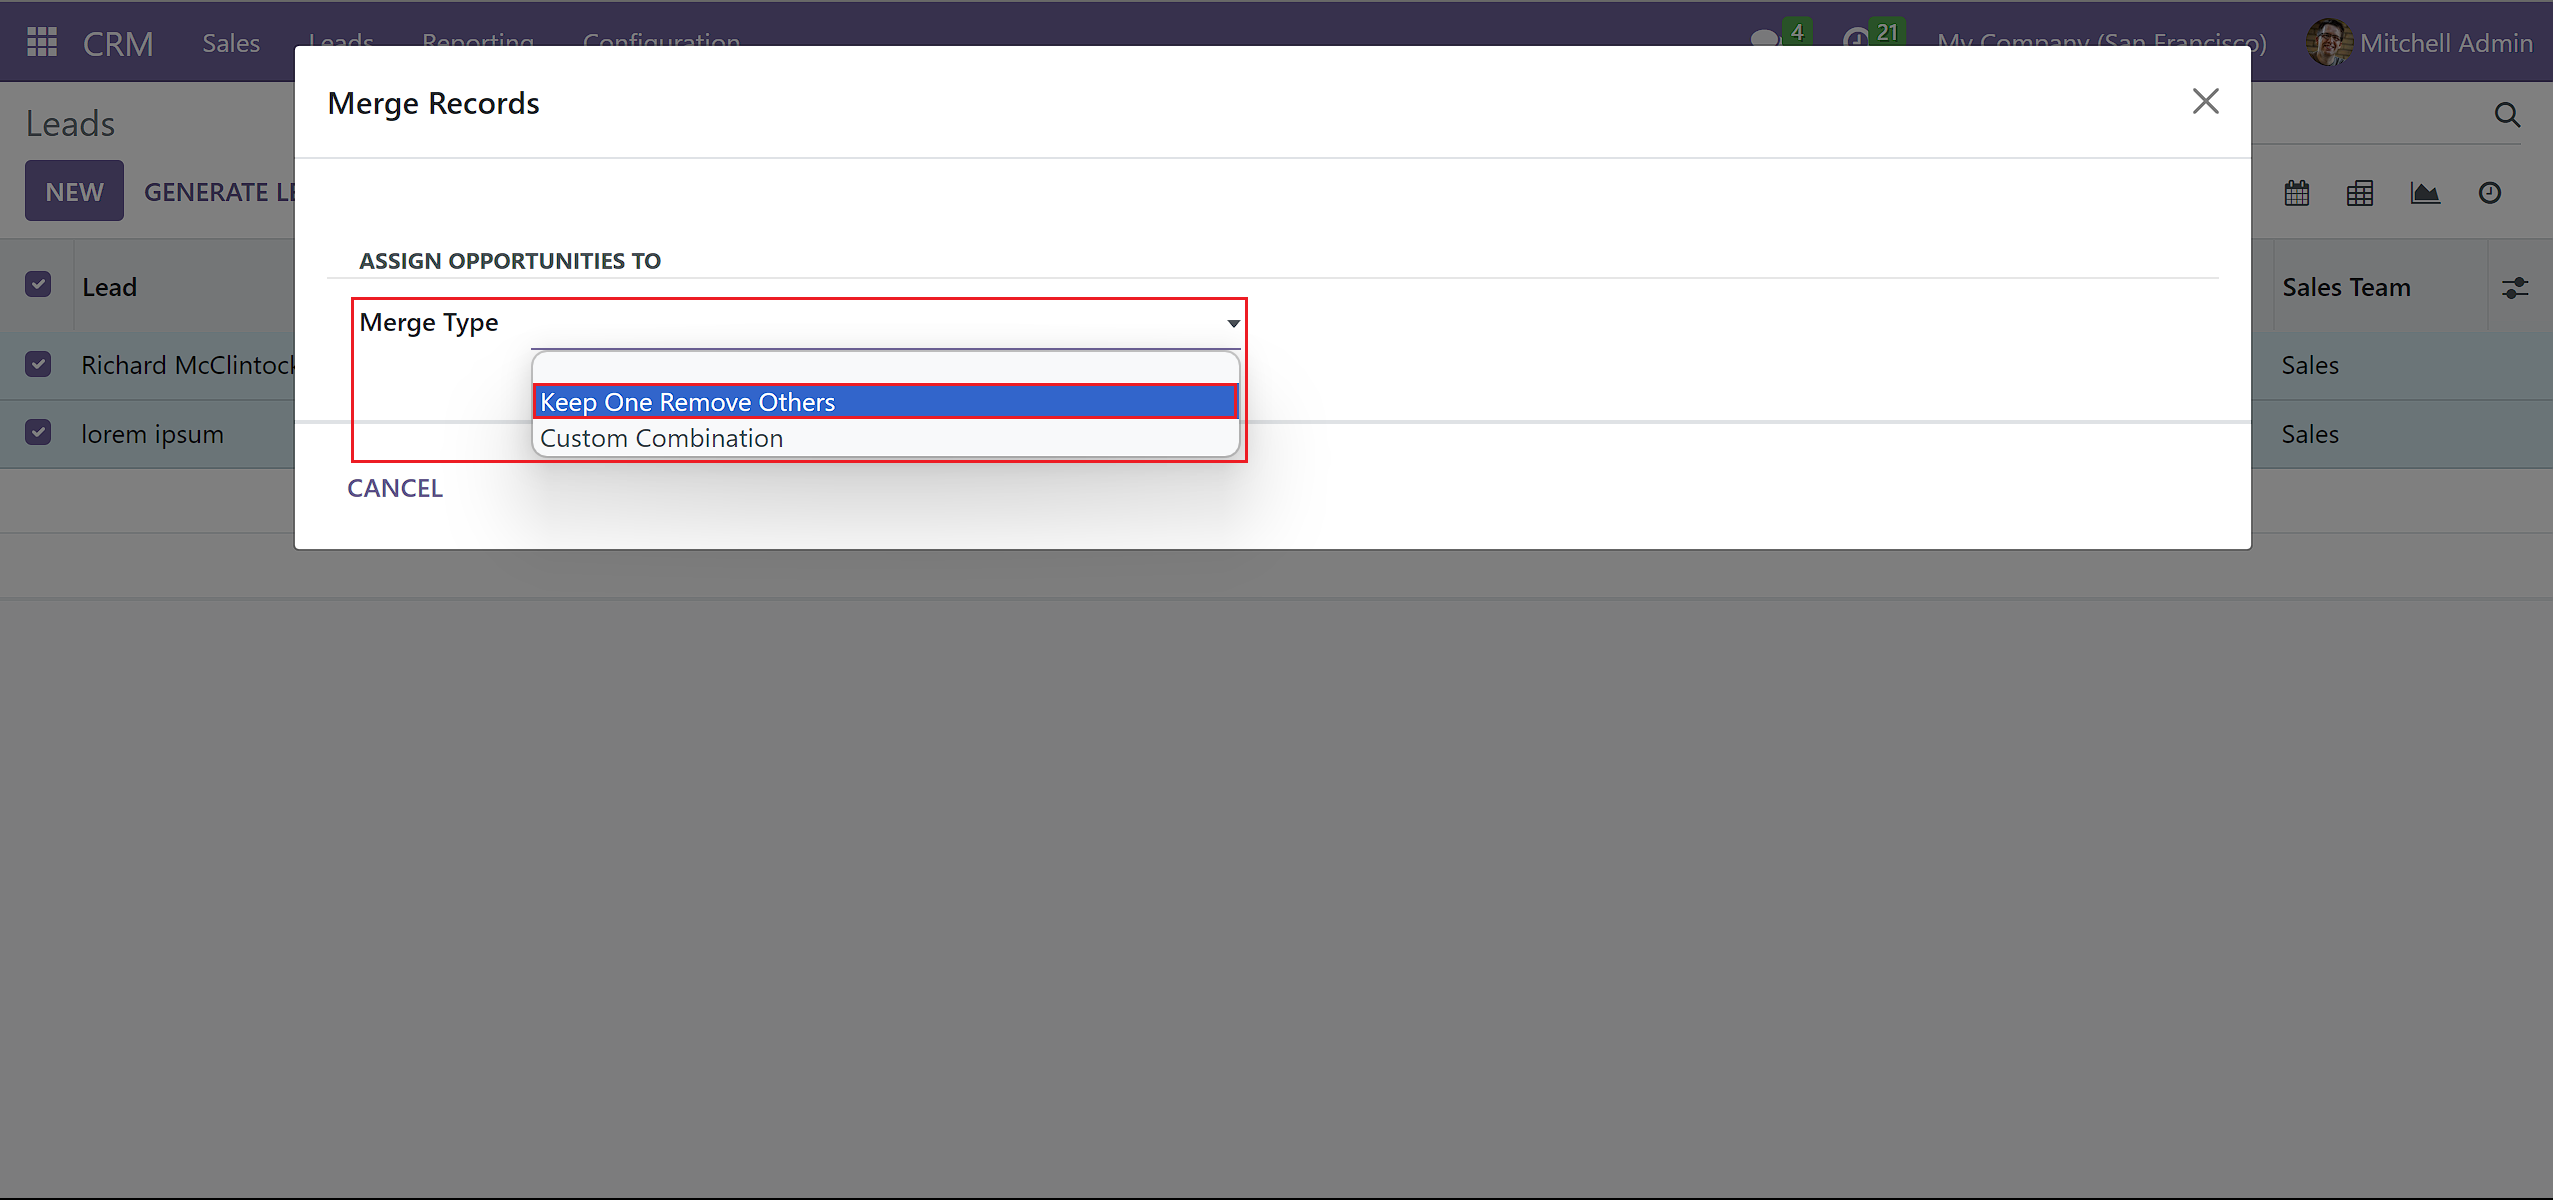 CRM Sales Leads Reporting Configuration 4 21 My Company (San Francisco) Mitchell Admin
Merge Records
Leads
NEW GENERATE LE
ASSIGN OPPORTUNITIES TO
Lead Sales Team
Merge Type
Richard McClintock Sales
Keep One Remove Others
lorem ipsum Custom Combination Sales
CANCEL